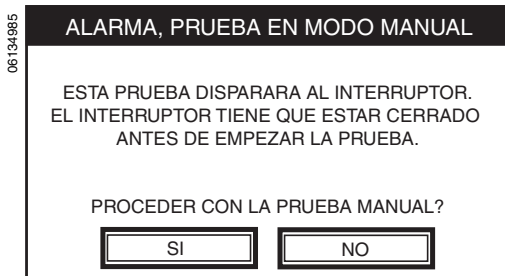 06134985
ALARMA, PRUEBA EN MODO MANUAL
ESTA PRUEBA DISPARARA AL INTERRUPTOR.
EL INTERRUPTOR TIENE QUE ESTAR CERRADO
ANTES DE EMPEZAR LA PRUEBA.
PROCEDER CON LA PRUEBA MANUAL?
SI NO